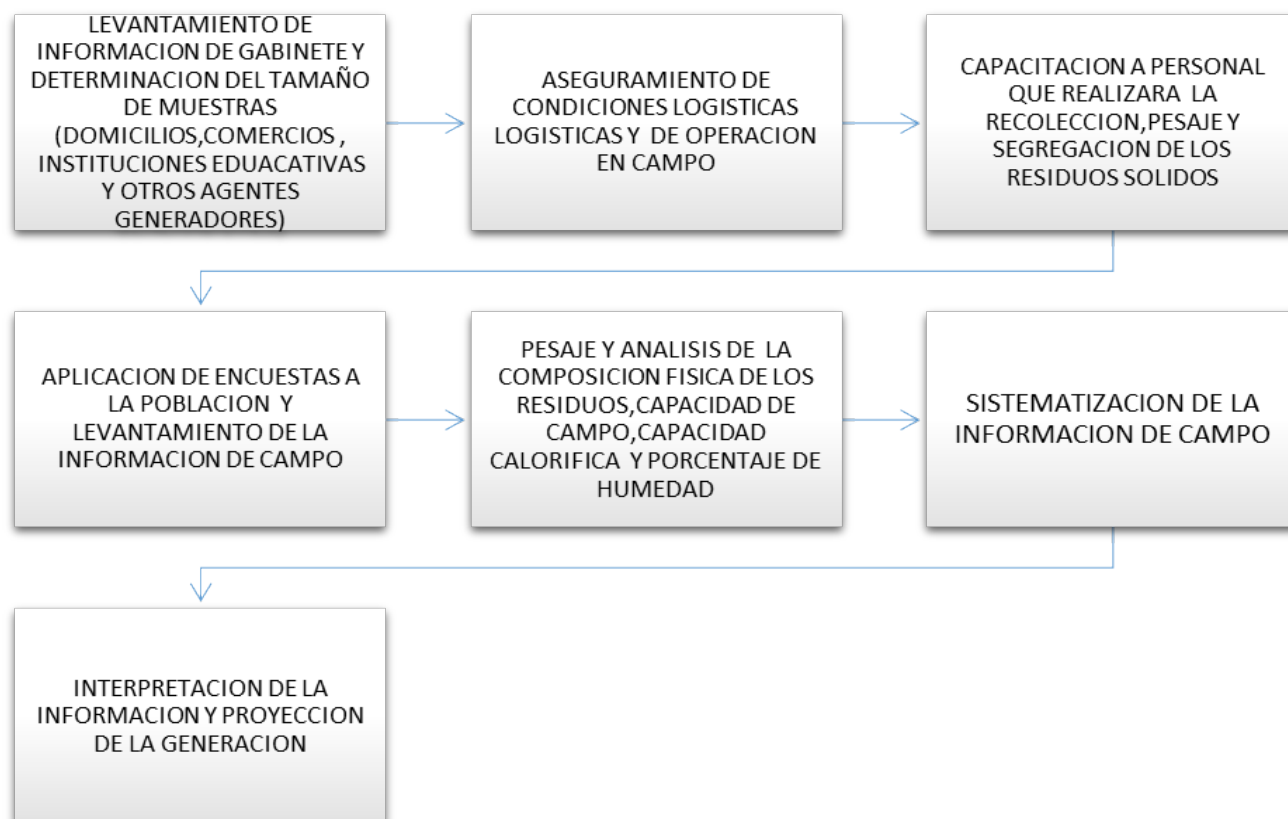 LEVANTAMIENTO DE
INFORMACION DE GABINETE Y
DETERMINACION DEL TAMAÑO
DE MUESTRAS
(DOMICILIOS,COMERCIOS ,
INSTITUCIONES EDUACATIVAS
Y OTROS AGENTES
GENERADORES)
ASEGURAMIENTO DE
CONDICIONES LOGISTICAS
LOGISTICAS Y DE OPERACION
EN CAMPO
CAPACITACION A PERSONAL
QUE REALIZARA LA
RECOLECCION,PESAJE Y
SEGREGACION DE LOS
RESIDUOS SOLIDOS
APLICACION DE ENCUESTAS A
LA POBLACION Y
LEVANTAMIENTO DE LA
INFORMACION DE CAMPO
PESAJE Y ANALISIS DE LA
COMPOSICION FISICA DE LOS
RESIDUOS,CAPACIDAD DE
CAMPO,CAPACIDAD
CALORIFICA Y PORCENTAJE DE
HUMEDAD
SISTEMATIZACION DE LA
INFORMACION DE CAMPO
INTERPRETACION DE LA
INFORMACION Y PROYECCION
DE LA GENERACION